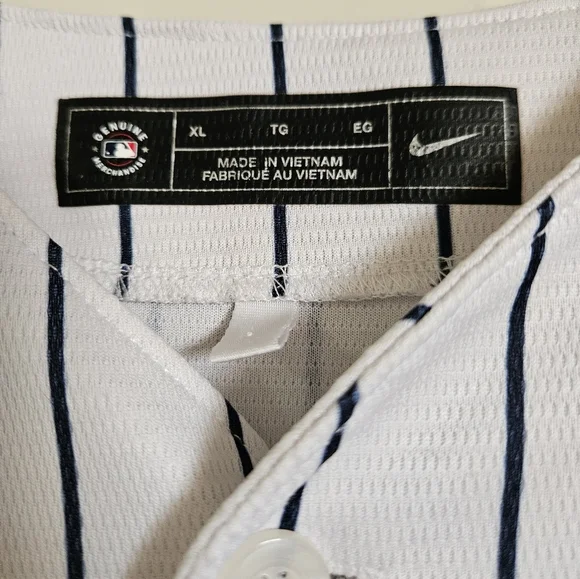 GENUINE
MERCHANDISE
XL TG EG
MADE IN VIETNAM
FABRIQUÉ AU VIETNAM